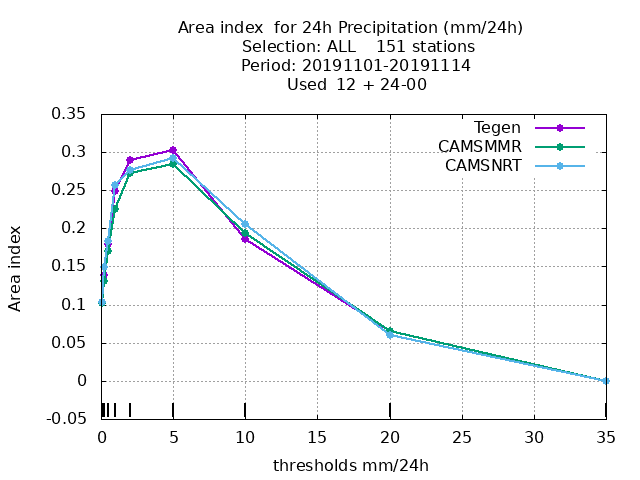 Area index  for 24h Precipitation (mm/24h)
Selection: ALL    151 stations
Period: 20191101-20191114
Used  12 + 24-00
0.35
0.3
0.25
0.2
0.15
0.1
0.05
0
-0.05
Area index
Tegen
CAMSMMR
CAMSNRT
0 5 10 15 20 25 30 35
thresholds mm/24h